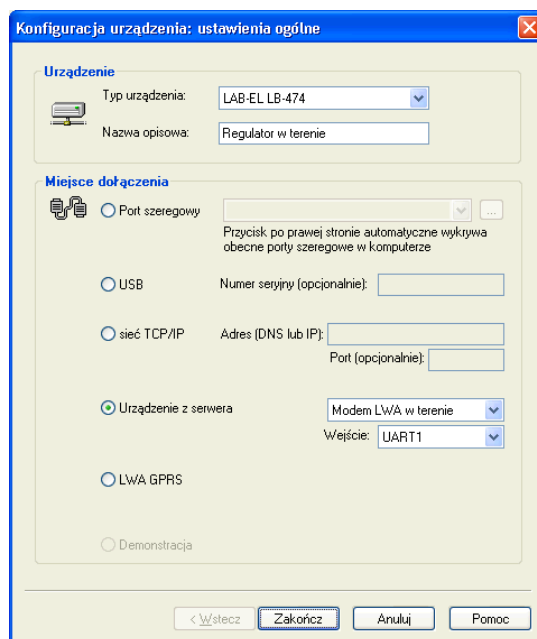 Konfiguracja urządzenia: ustawienia ogólne
Urządzenie
Typ urządzenia: LAB-EL LB-474
Nazwa opisowa: Regulator w terenie
Miejsce dołączenia
Port szeregowy ...
Przycisk po prawej stronie automatyczne wykrywa
obecne porty szeregowe w komputerze
USB Numer seryjny (opcjonalnie):
sieć TCP/IP Adres (DNS lub IP):
Port (opcjonalnie):
Urządzenie z serwera Modem LWA w terenie
Wejście: UART1
LWA GPRS
Demonstracja
< Wstecz Zakończ Anuluj Pomoc